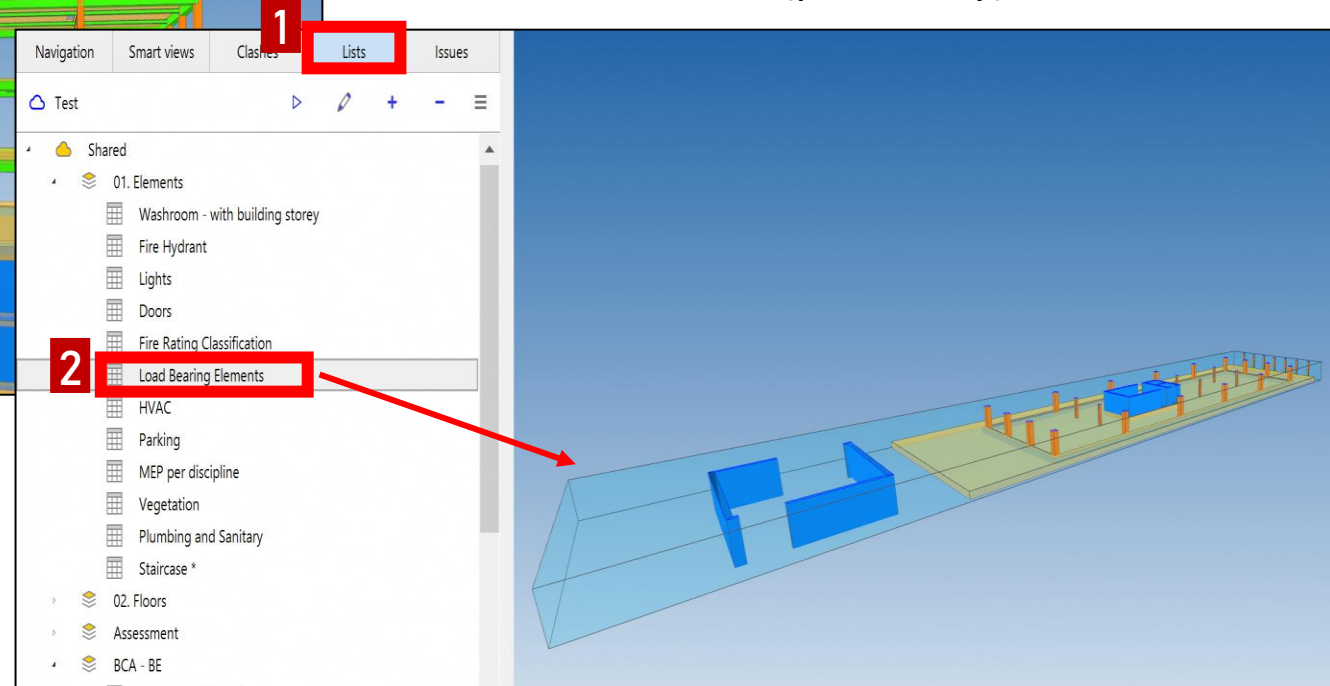 1
Navigation Smart views Clashes Lists Issues
Test
Shared
01. Elements
Washroom - with building storey
Fire Hydrant
Lights
Doors
Fire Rating Classification
2
Load Bearing Elements
HVAC
Parking
MEP per discipline
Vegetation
Plumbing and Sanitary
Staircase *
02. Floors
Assessment
BCA - BE